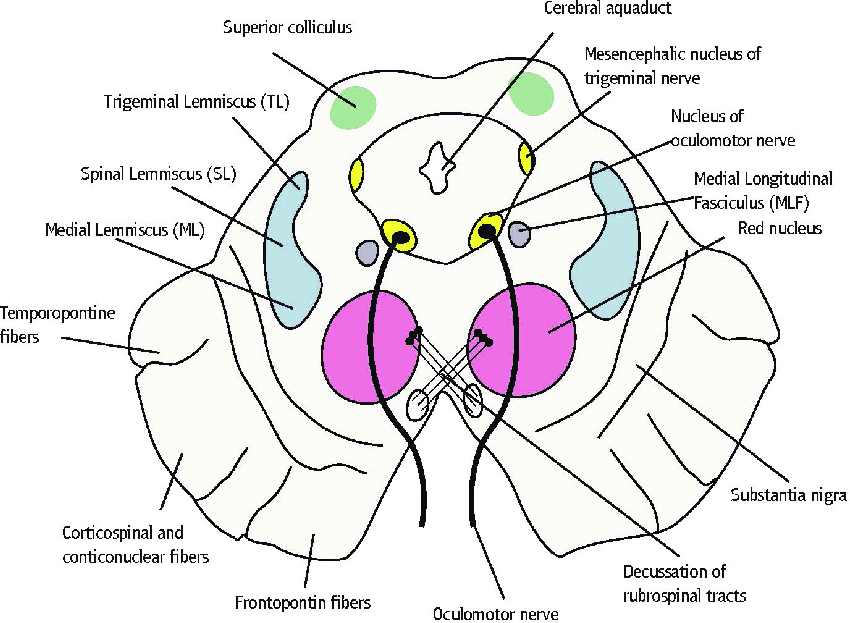 Cerebral aquaduct
Superior colliculus
Mesencephalic nucleus of
trigeminal nerve
Trigeminal Lemniscus (TL)
Nucleus of
oculomotor nerve
Spinal Lemniscus (SL)
Medial Longitudinal
Fasciculus (MLF)
Medial Lemniscus (ML)
Red nucleus
Temporopontine
fibers
Substantia nigra
Corticospinal and
conticonuclear fibers
Decussation of
rubrospinal tracts
Frontopontin fibers
Oculomotor nerve